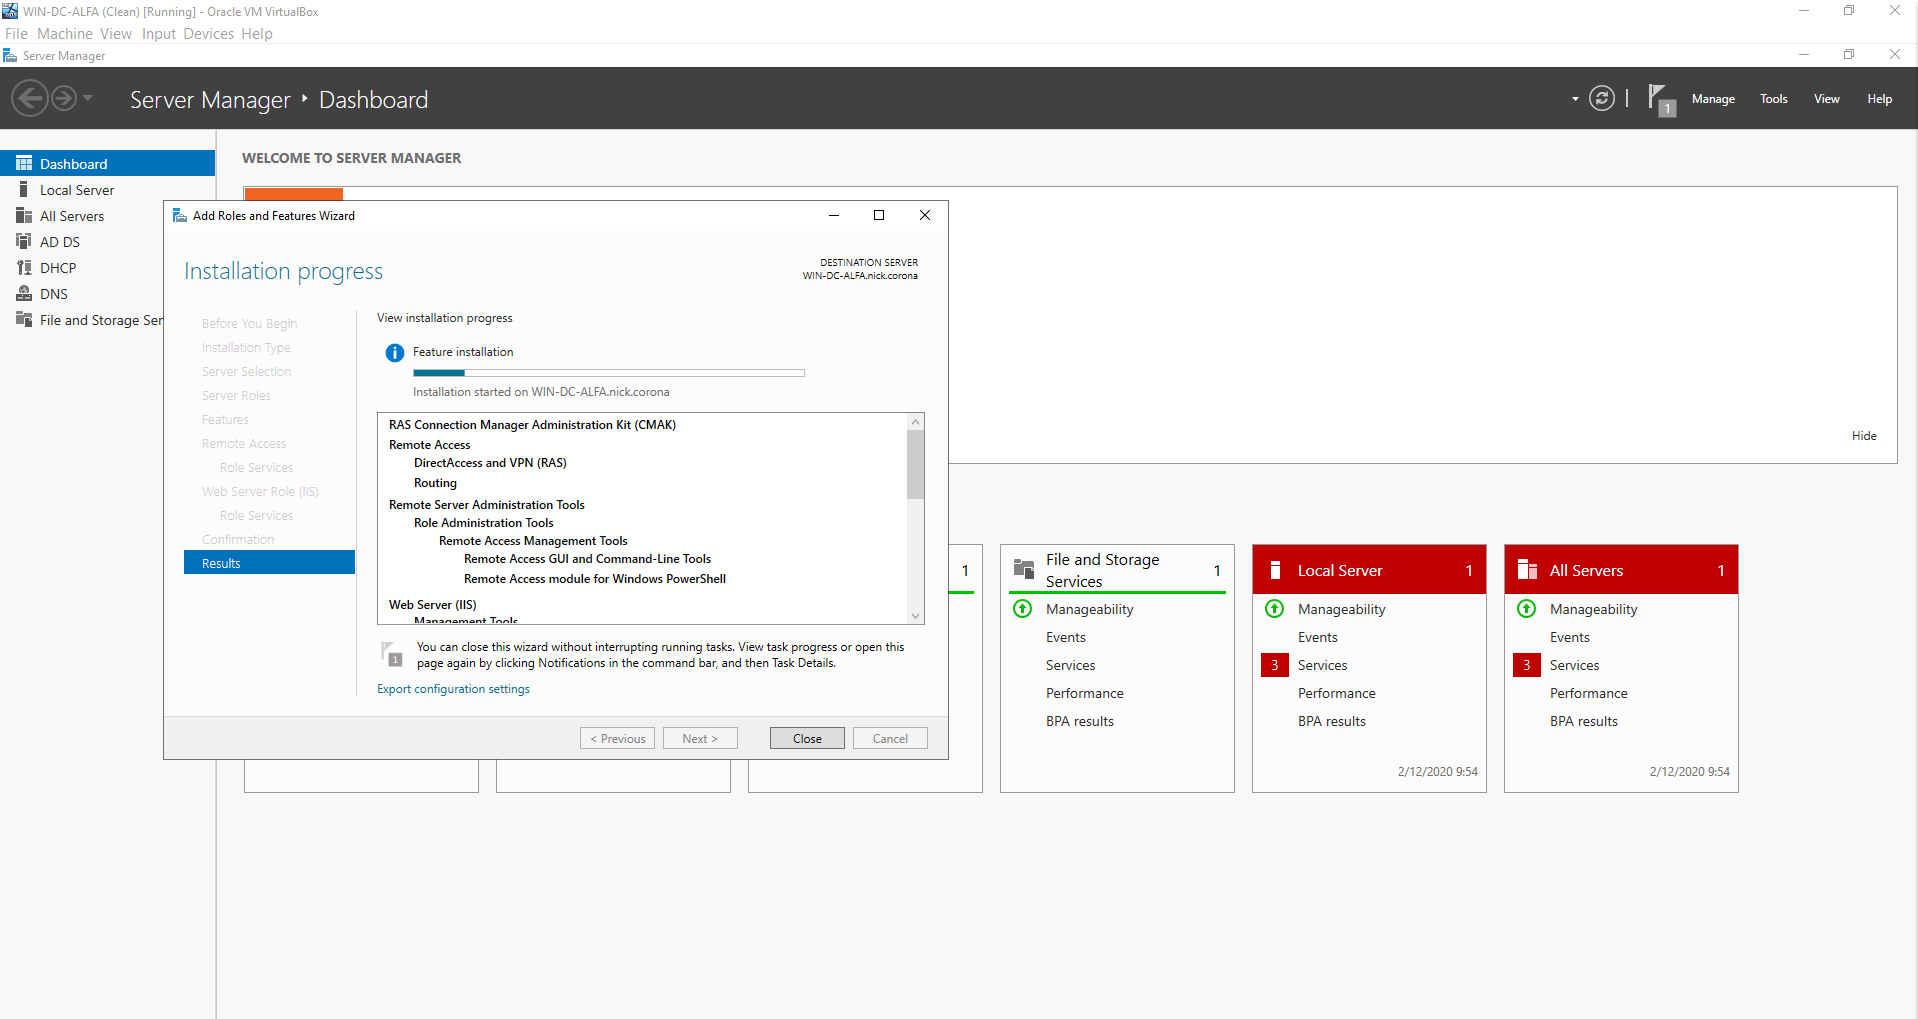 WIN-DC-ALFA (Clean) [Running] - Oracle VM VirtualBox
File Machine View Input Devices Help
Server Manager
Server Manager ‣ Dashboard
1
Manage Tools View Help
Dashboard
Local Server
All Servers
AD DS
DHCP
DNS
File and Storage Ser
WELCOME TO SERVER MANAGER
Hide
Add Roles and Features Wizard
Installation progress
DESTINATION SERVER
WIN-DC-ALFA.nick.corona
Before You Begin
Installation Type
Server Selection
Server Roles
Features
Remote Access
Role Services
Web Server Role (IIS)
Role Services
Confirmation
Results
View installation progress
Feature installation
Installation started on WIN-DC-ALFA.nick.corona
RAS Connection Manager Administration Kit (CMAK)
Remote Access
DirectAccess and VPN (RAS)
Routing
Remote Server Administration Tools
Role Administration Tools
Remote Access Management Tools
Remote Access GUI and Command-Line Tools
Remote Access module for Windows PowerShell
Web Server (IIS)
Management Tools
1
You can close this wizard without interrupting running tasks. View task progress or open this
page again by clicking Notifications in the command bar, and then Task Details.
Export configuration settings
< Previous Next > Close Cancel
1
File and Storage
Services 1
Manageability
Events
Services
Performance
BPA results
Local Server 1
Manageability
Events
3 Services
Performance
BPA results
2/12/2020 9:54
All Servers 1
Manageability
Events
3 Services
Performance
BPA results
2/12/2020 9:54